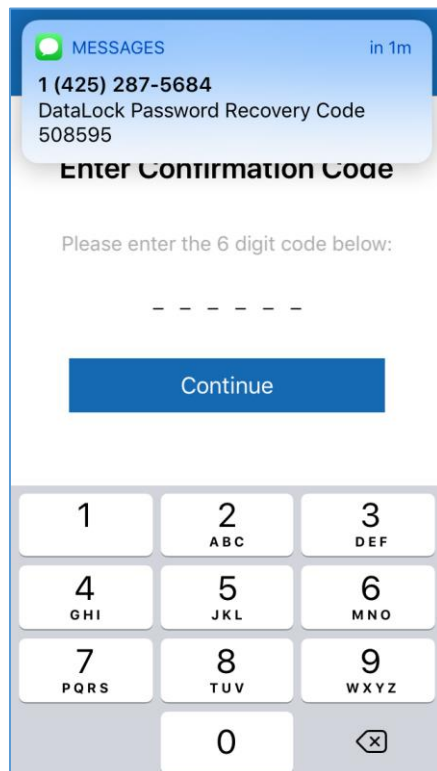 MESSAGES in 1m
1 (425) 287-5684
DataLock Password Recovery Code
508595
Enter Confirmation Code
Please enter the 6 digit code below:
_ _ _ _ _ _
Continue
1 2 3
ABC DEF
4 5 6
GHI JKL MNO
7 8 9
PQRS TUV WXYZ
0